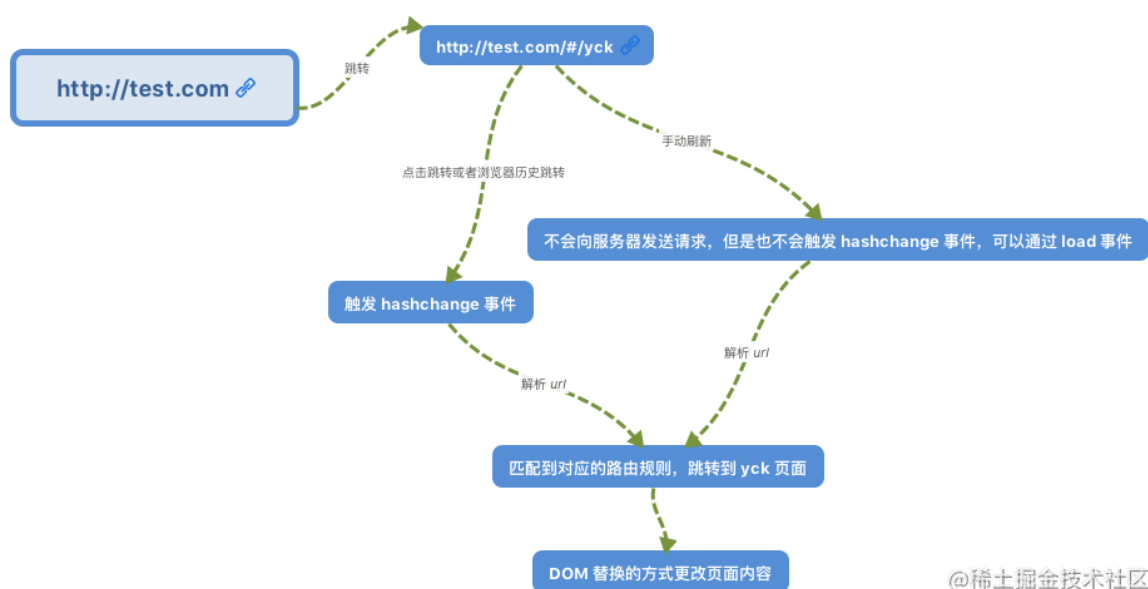 http://test.com/#/yck
http://test.com
跳转
手动刷新
点击跳转或者浏览器历史跳转
不会向服务器发送请求，但是也不会触发 hashchange 事件，可以通过 load 事件
触发 hashchange 事件
解析 url
解析 url
匹配到对应的路由规则，跳转到 yck 页面
DOM 替换的方式更改页面内容
@稀土掘金技术社区